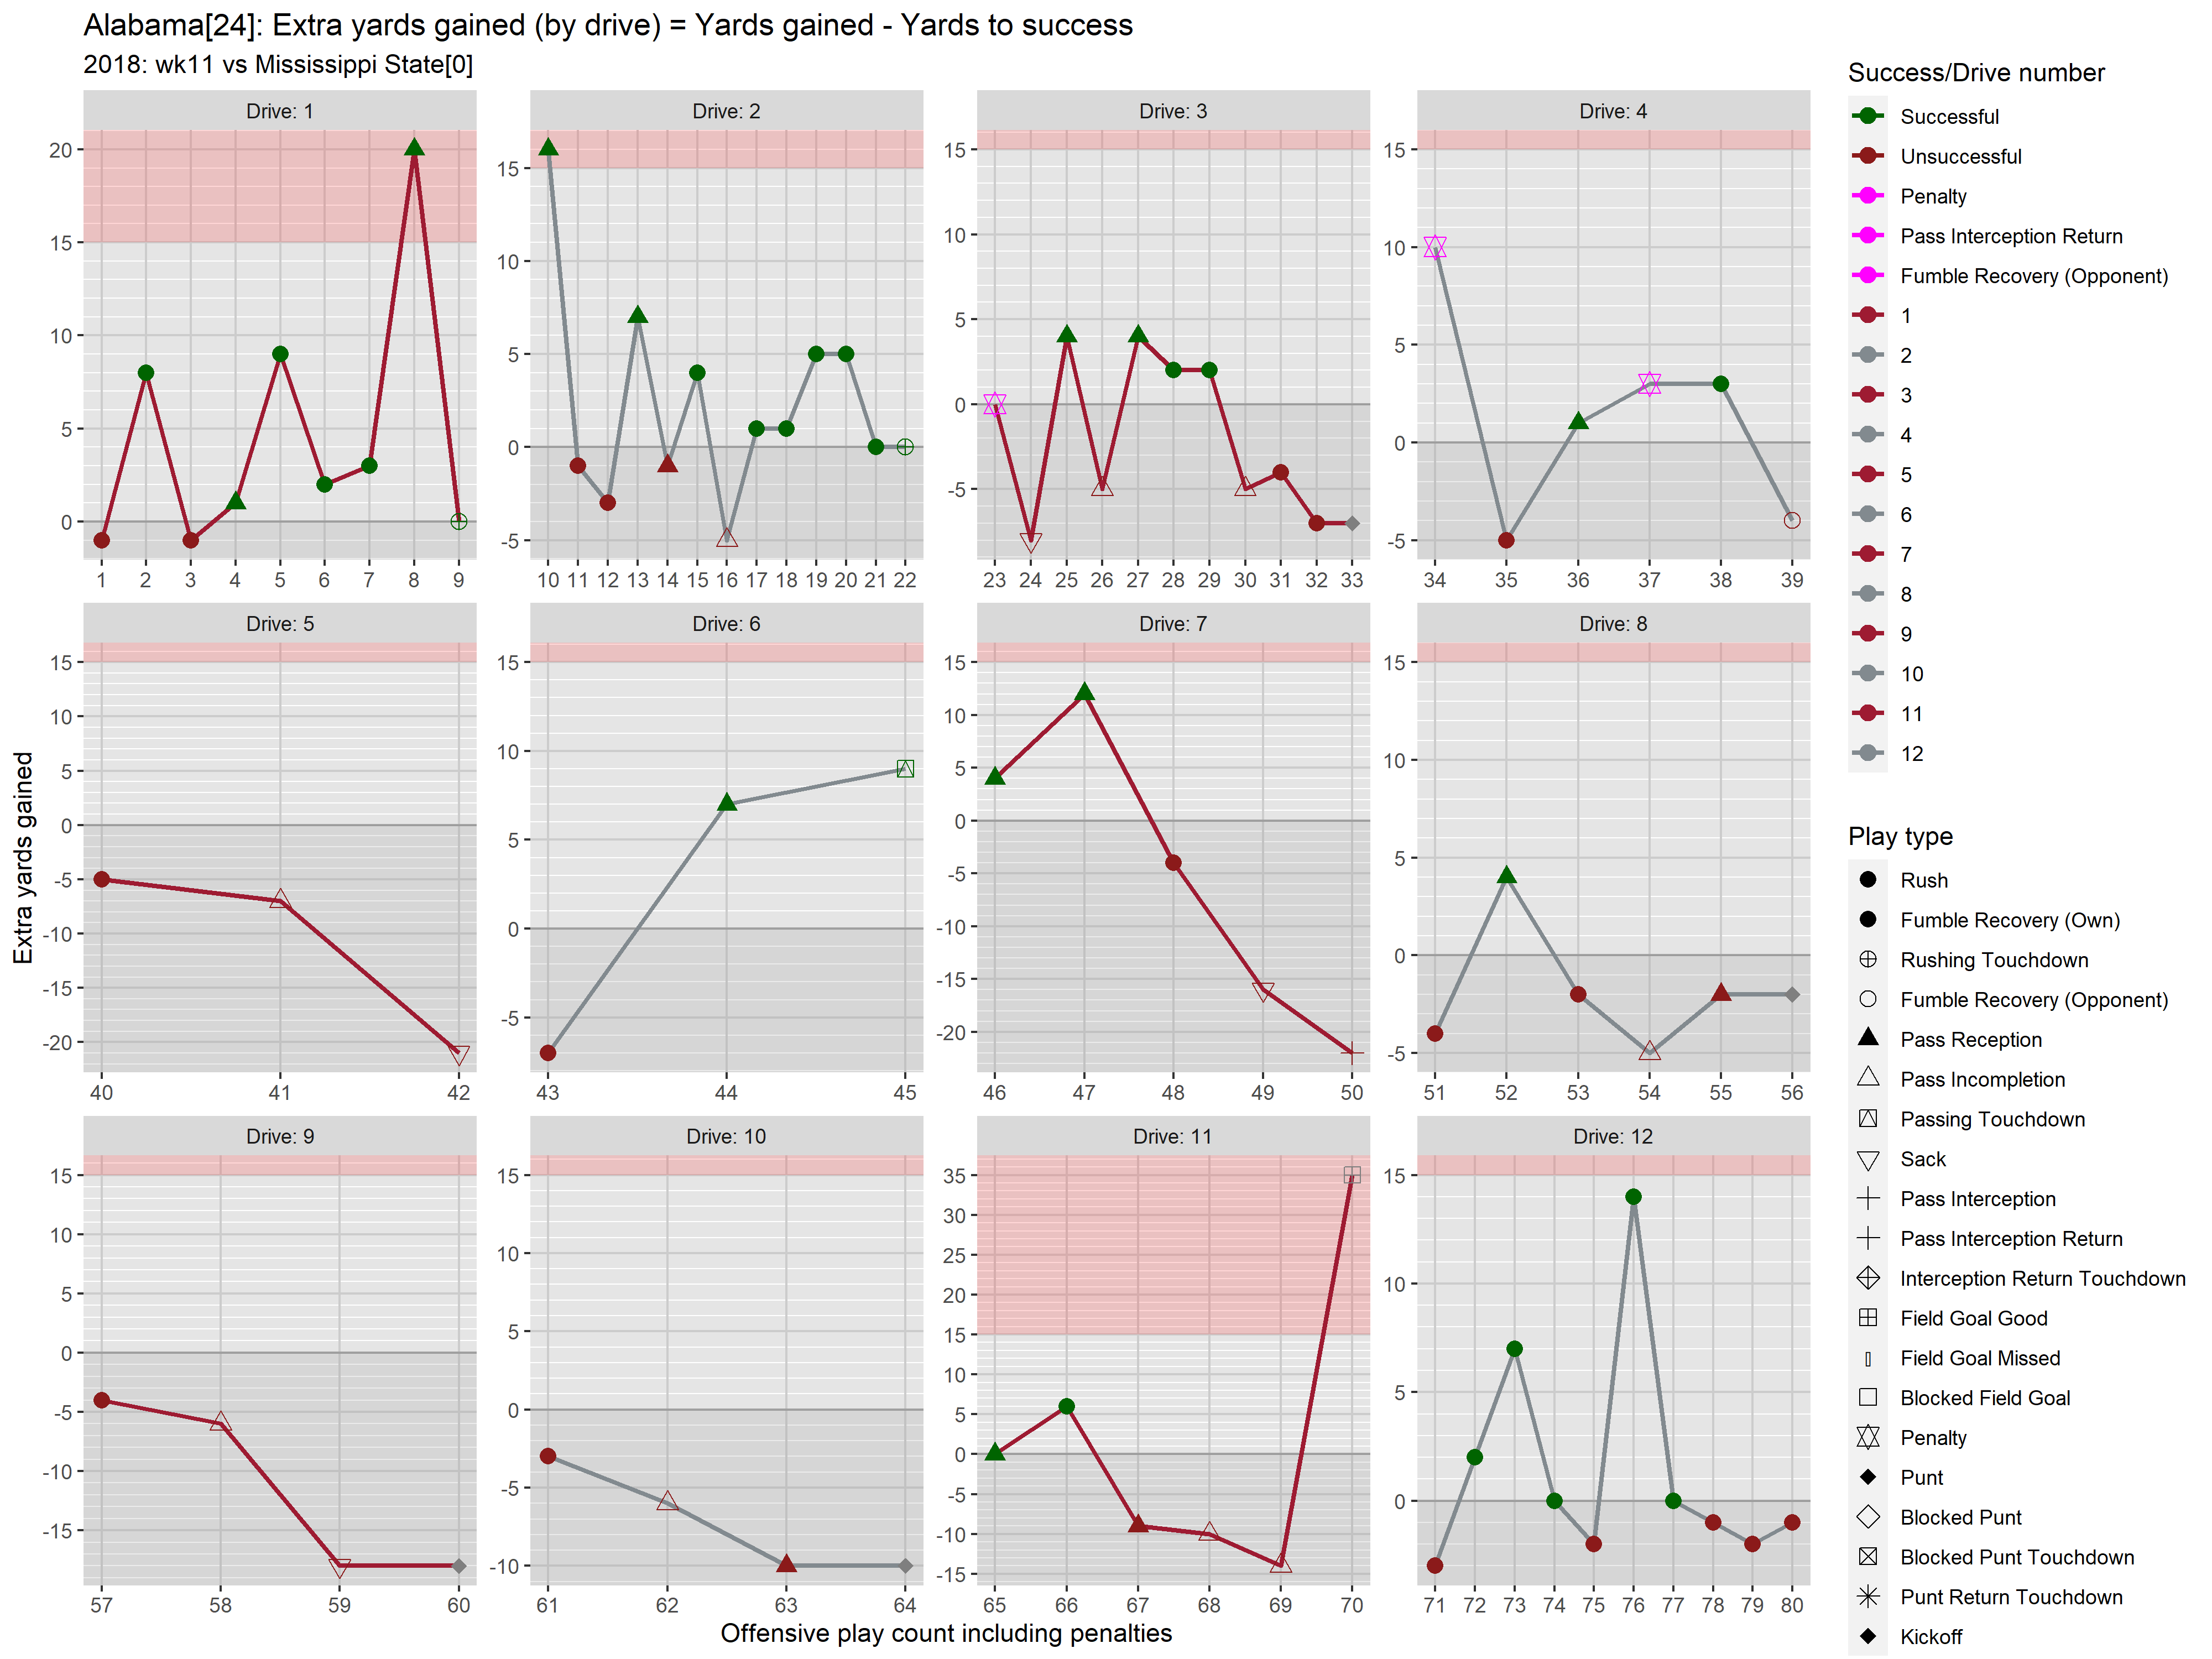 Alabama[24]: Extra yards gained (by drive) = Yards gained - Yards to success
2018: wk11 vs Mississippi State[0]
Drive: 1
20
15
10
5
0
1 2 3 4 5 6 7 8 9
Drive: 2
15
10
5
0
-5
10 11 12 13 14 15 16 17 18 19 20 21 22
Drive: 3
15
10
5
0
-5
23 24 25 26 27 28 29 30 31 32 33
Drive: 4
15
10
5
0
-5
34 35 36 37 38 39
Drive: 5
15
10
5
0
-5
-10
-15
-20
40 41 42
Drive: 6
15
10
5
0
-5
43 44 45
Drive: 7
15
10
5
0
-5
-10
-15
-20
46 47 48 49 50
Drive: 8
15
10
5
0
-5
51 52 53 54 55 56
Drive: 9
15
10
5
0
-5
-10
-15
57 58 59 60
Drive: 10
15
10
5
0
-5
-10
61 62 63 64
Drive: 11
35
30
25
20
15
10
5
0
-5
-10
-15
65 66 67 68 69 70
Drive: 12
15
10
5
0
71 72 73 74 75 76 77 78 79 80
Extra yards gained
Offensive play count including penalties
Success/Drive number
Successful
Unsuccessful
Penalty
Pass Interception Return
Fumble Recovery (Opponent)
1
2
3
4
5
6
7
8
9
10
11
12
Play type
Rush
Fumble Recovery (Own)
Rushing Touchdown
Fumble Recovery (Opponent)
Pass Reception
Pass Incompletion
Passing Touchdown
Sack
Pass Interception
Pass Interception Return
Interception Return Touchdown
Field Goal Good
Field Goal Missed
Blocked Field Goal
Penalty
Punt
Blocked Punt
Blocked Punt Touchdown
Punt Return Touchdown
Kickoff